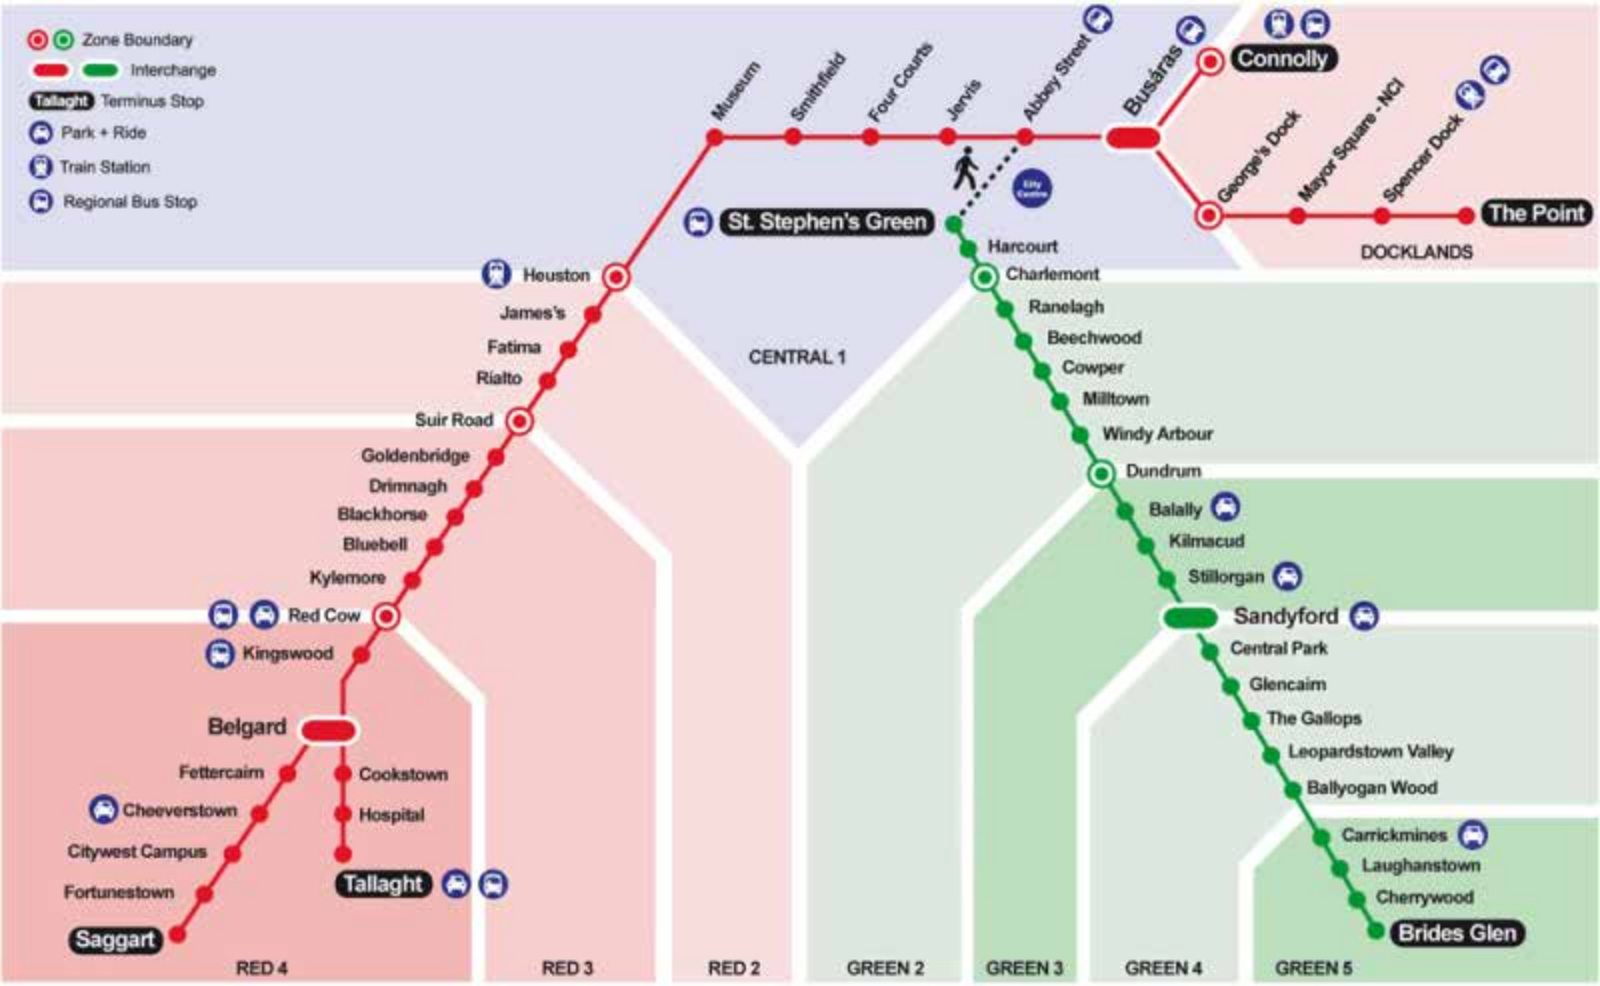 Zone Boundary
Interchange
Tallaght Terminus Stop
Park + Ride
Train Station
Regional Bus Stop
Museum
Smithfield
Four Courts
Jervis
Abbey Street
Busáras
Connolly
George's Dock
Mayor Square - NCI
Spencer Dock
The Point
DOCKLANDS
City
Centre
St. Stephen's Green
Harcourt
Charlemont
Ranelagh
Beechwood
Cowper
Milltown
Windy Arbour
Dundrum
Balally
Kilmacud
Stillorgan
Sandyford
Central Park
Glencairn
The Gallops
Leopardstown Valley
Ballyogan Wood
Carrickmines
Laughanstown
Cherrywood
Brides Glen
CENTRAL 1
Heuston
James's
Fatima
Rialto
Suir Road
Goldenbridge
Drimnagh
Blackhorse
Bluebell
Kylemore
Red Cow
Kingswood
Belgard
Fettercairn
Cheeverstown
Citywest Campus
Fortunestown
Saggart
Cookstown
Hospital
Tallaght
RED 4
RED 3
RED 2
GREEN 2
GREEN 3
GREEN 4
GREEN 5